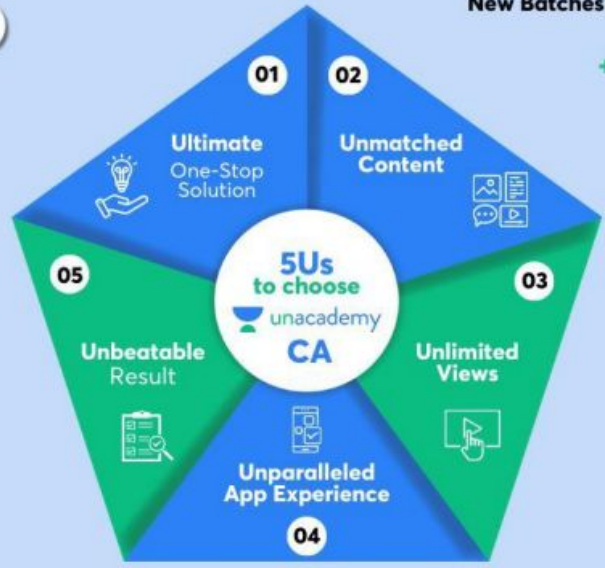 New Batches
01
Ultimate
One-Stop
Solution
02
Unmatched
Content
03
Unlimited
Views
04
Unparalleled
App Experience
05
Unbeatable
Result
5Us
to choose
unacademy
CA